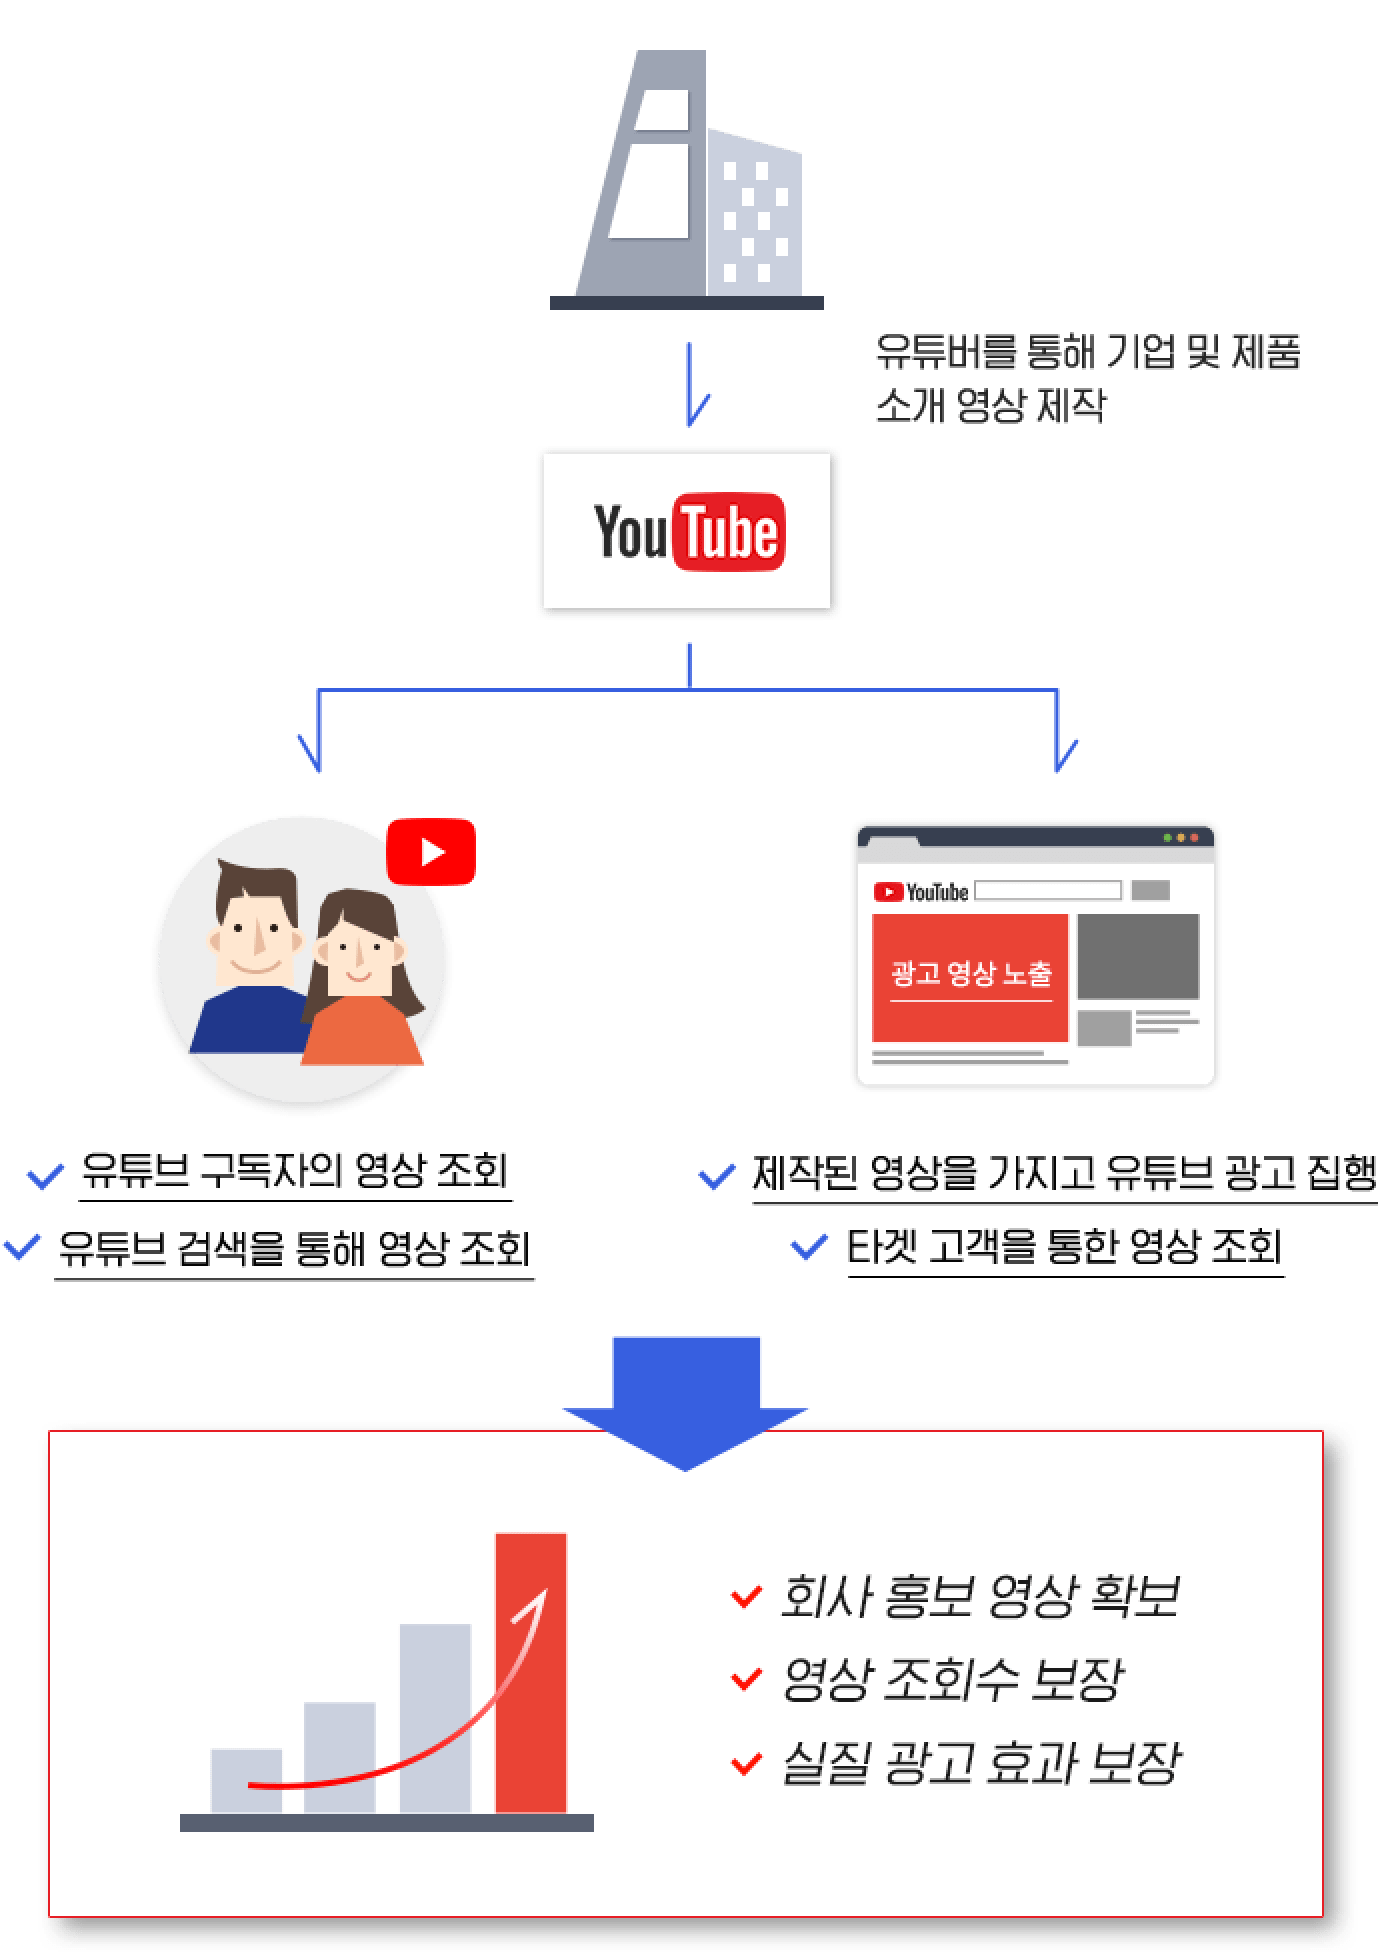 유튜버를 통해 기업 및 제품
소개 영상 제작
YouTube
YouTube
광고 영상 노출
유튜브 구독자의 영상 조회
유튜브 검색을 통해 영상 조회
제작된 영상을 가지고 유튜브 광고 집행
타겟 고객을 통한 영상 조회
회사 홍보 영상 확보
영상 조회수 보장
실질 광고 효과 보장